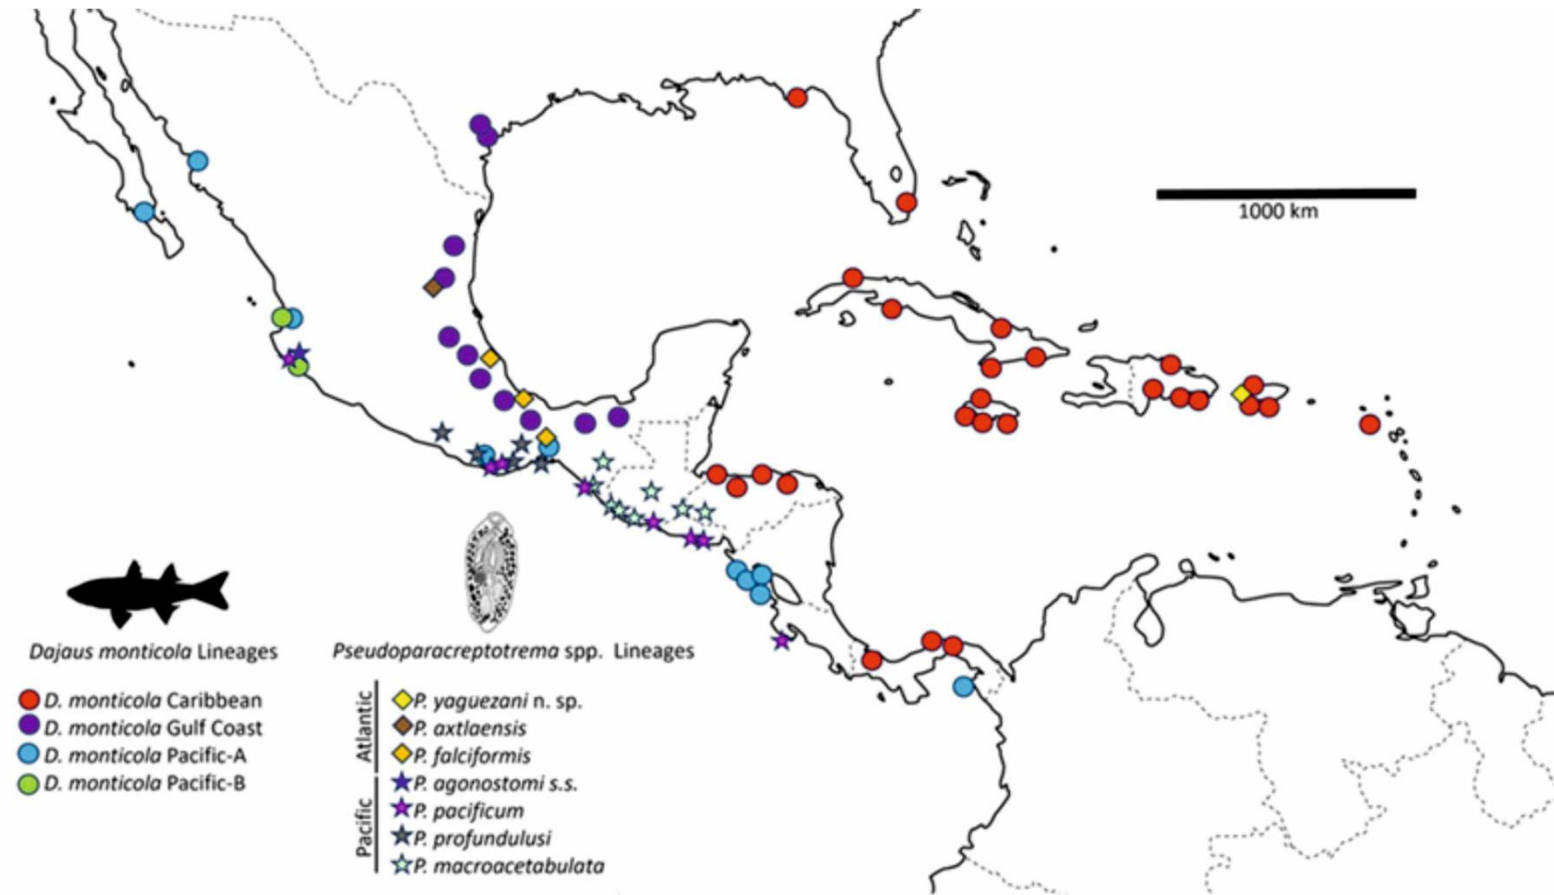 1000 km
Dajaus monticola Lineages
D. monticola Caribbean
D. monticola Gulf Coast
D. monticola Pacific-A
D. monticola Pacific-B
Pseudoparacreptotrema spp. Lineages
Atlantic
P. yaguezani n. sp.
P. axtlaensis
P. falciformis
Pacific
P. agonostomi s.s.
P. pacificum
P. profundulusi
P. macroacetabulata